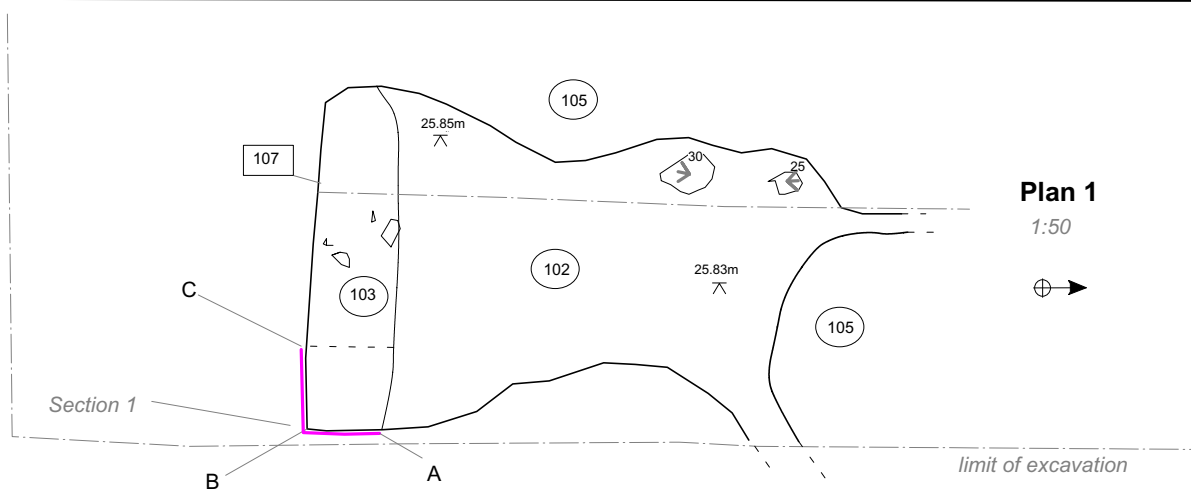 105
25.85m
107
30
25
Plan 1
1:50
102
25.83m
C
103
105
Section 1
limit of excavation
B
A